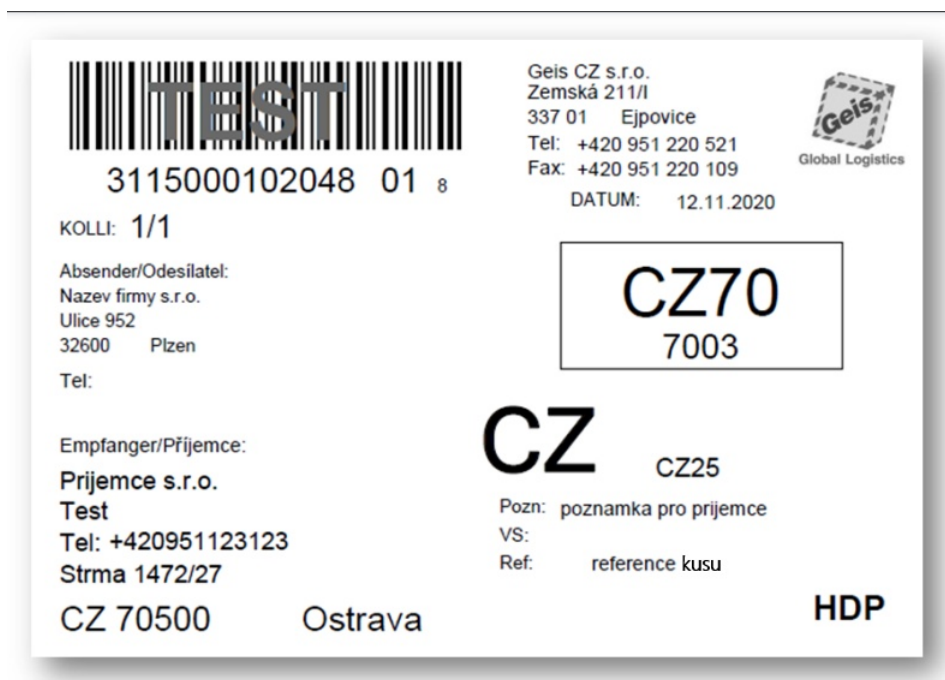 TEST
3115000102048 01 8
KOLLI: 1/1
Absender/Odesílatel:
Nazev firmy s.r.o.
Ulice 952
32600 Plzen
Tel:
Empfanger/Příjemce:
Prijemce s.r.o.
Test
Tel: +420951123123
Strma 1472/27
CZ 70500 Ostrava
Geis CZ s.r.o.
Zemská 211/I
337 01 Ejpovice
Tel: +420 951 220 521
Fax: +420 951 220 109
Geis
Global Logistics
DATUM: 12.11.2020
CZ70
7003
CZ CZ25
Pozn: poznamka pro prijemce
VS:
Ref: reference kusu
HDP